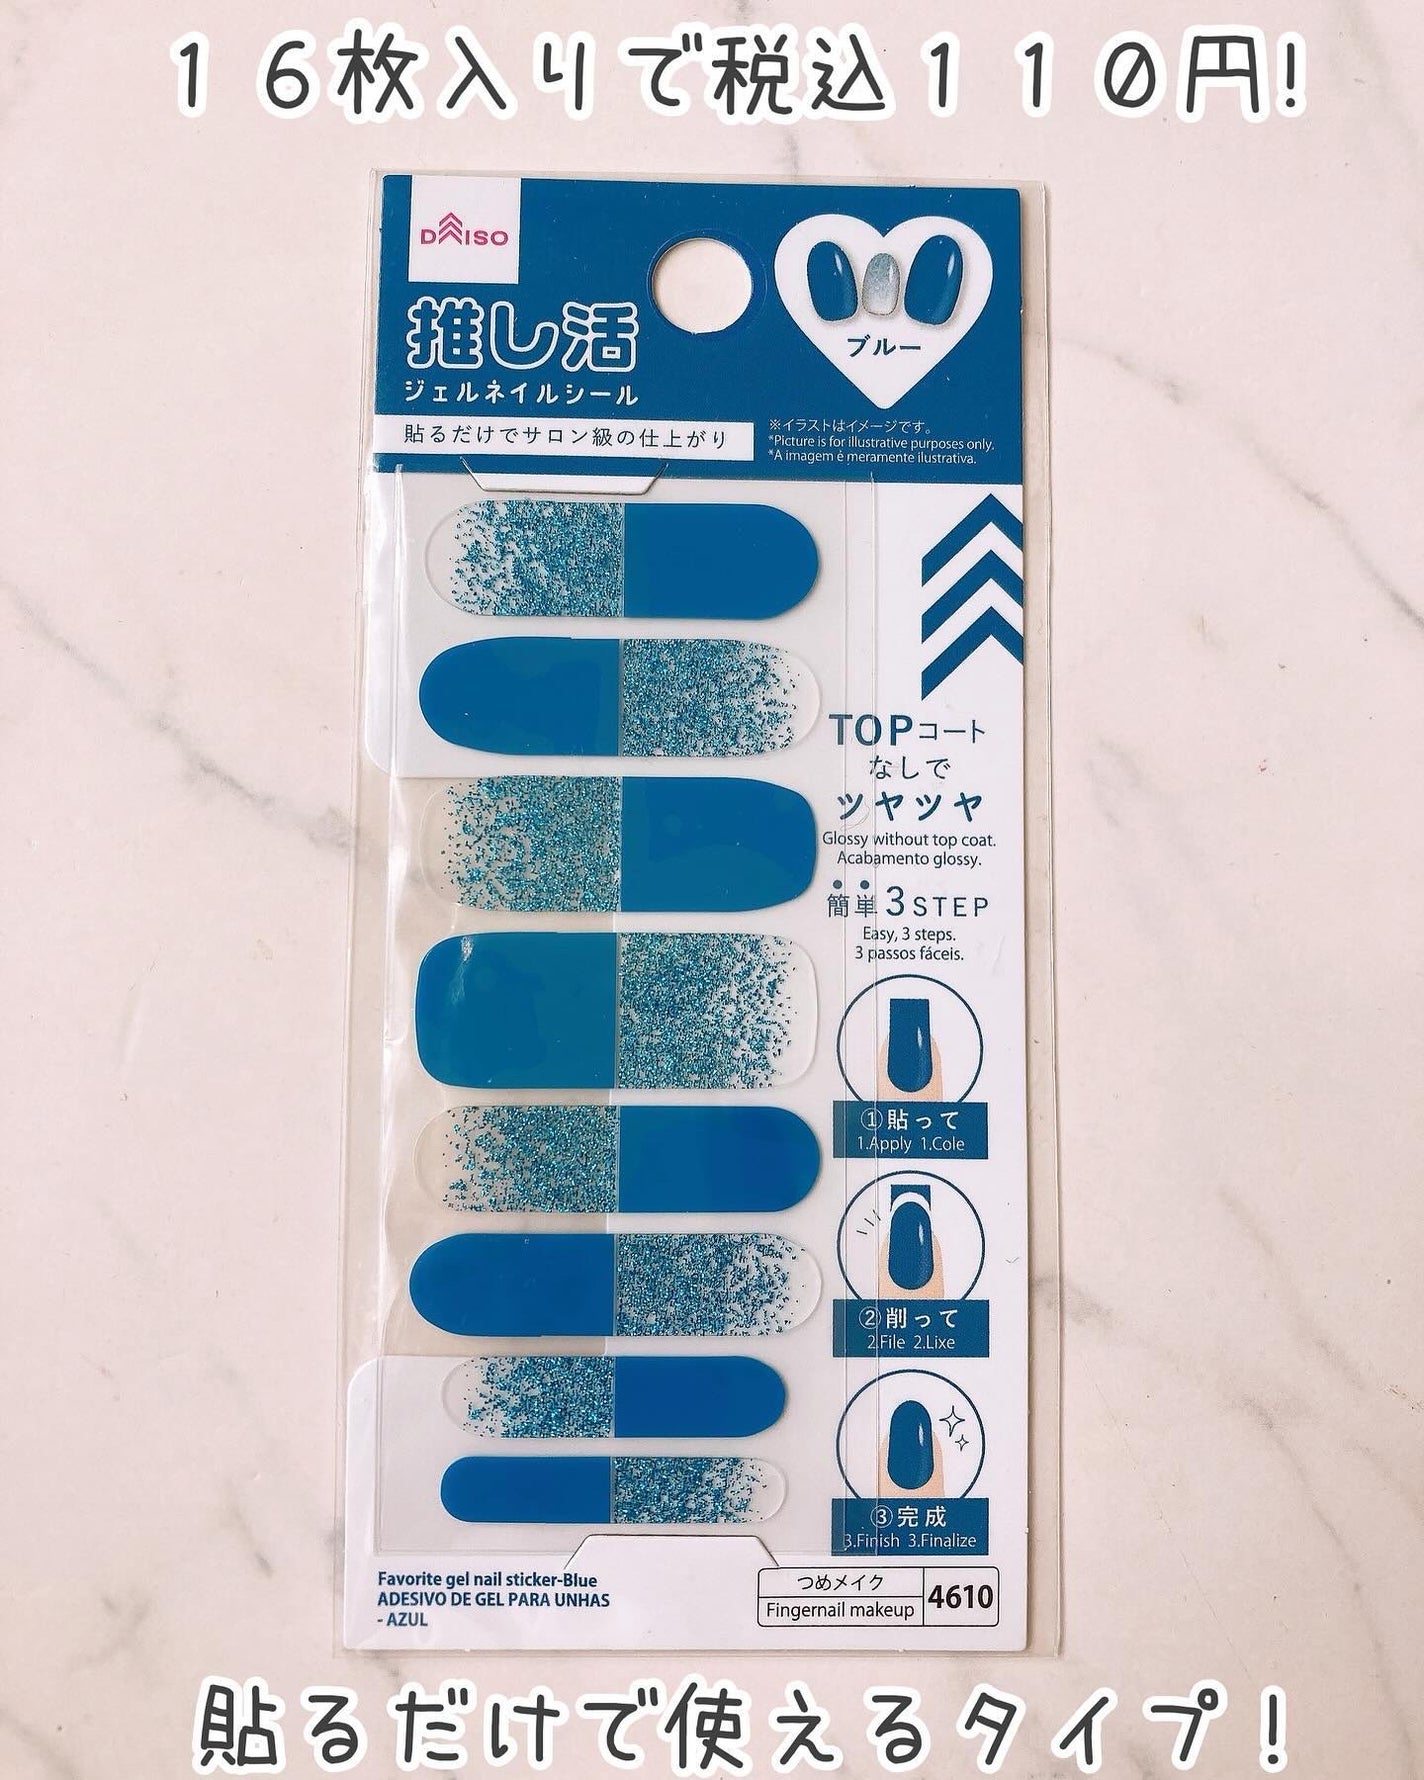 16枚入りで税込110円!
DAISO
推し活
ジェルネイルシール
貼るだけでサロン級の仕上がり
ブルー
※イラストはイメージです。
*Picture is for illustrative purposes only.
*A imagem é meramente ilustrativa.
TOPコート
なしで
ツヤツヤ
Glossy without top coat.
Acabamento glossy.
簡単3STEP
Easy, 3 steps.
3 passos fáceis.
①貼って
1.Apply 1.Cole
②削って
2.File 2.Lixe
③完成
3.Finish 3.Finalize
Favorite gel nail sticker-Blue
ADESIVO DE GEL PARA UNHAS
- AZUL
つめメイク
Fingernail makeup
4610
貼るだけで使えるタイプ!